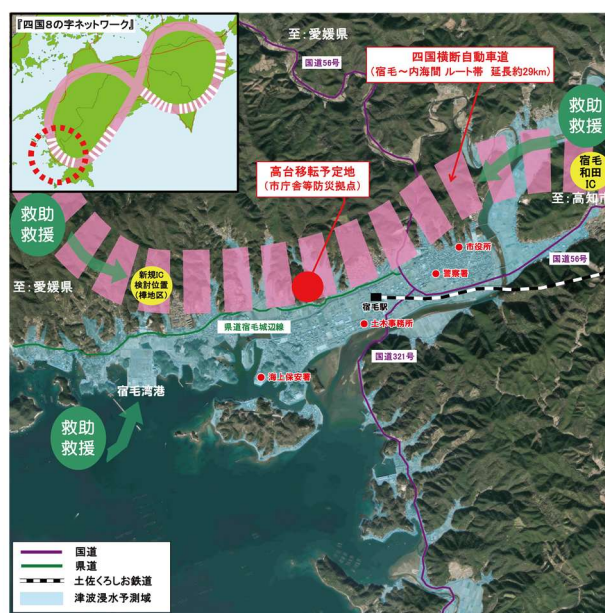 『四国8の字ネットワーク』
至：愛媛県
国道56号
四国横断自動車道
（宿毛～内海間 ルート帯 延長約29km）
救助
救援
宿毛
和田
IC
至：高知市
高台移転予定地
（市庁舎等防災拠点）
救助
救援
市役所
警察署
国道56号
新規IC
検討位置
（樺地区）
至：愛媛県
宿毛駅
県道宿毛城辺線
土木事務所
国道321号
海上保安署
宿毛湾港
救助
救援
国道
県道
土佐くろしお鉄道
津波浸水予測域